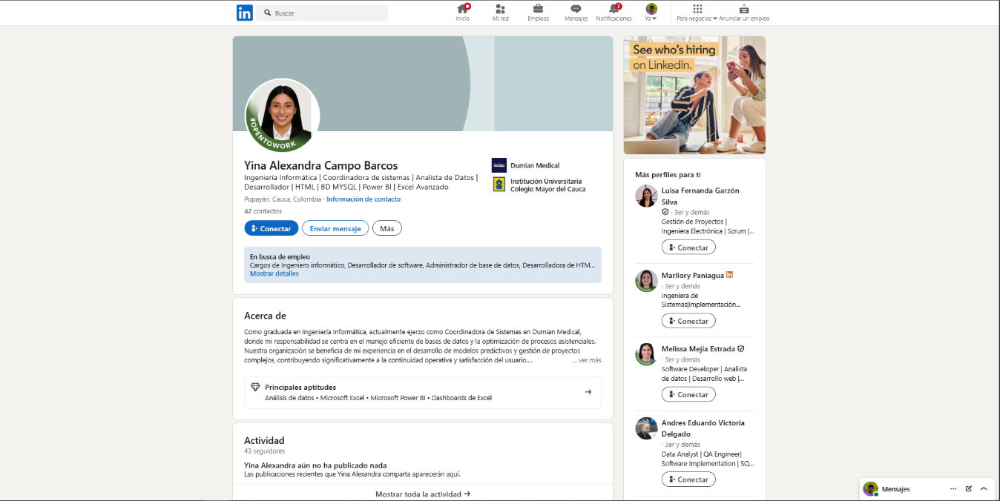 in
Buscar
Inicio
Mi red
Empleos
Mensajes
7
Notificaciones
Yo
Para negocios
Anunciar un empleo
#OPENTOWORK
Yina Alexandra Campo Barcos
Ingeniería Informática | Coordinadora de sistemas | Analista de Datos |
Desarrollador | HTML | BD MYSQL | Power BI | Excel Avanzado
Popayán, Cauca, Colombia · Información de contacto
42 contactos
Conectar
Enviar mensaje
Más
Dumian Medical
Institución Universitaria
Colegio Mayor del Cauca
En busca de empleo
Cargos de Ingeniero informático, Desarrollador de software, Administrador de base de datos, Desarrolladora de HTM...
Mostrar detalles
Acerca de
Como graduada en Ingeniería Informática, actualmente ejerzo como Coordinadora de Sistemas en Dumian Medical,
donde mi responsabilidad se centra en el manejo eficiente de bases de datos y la optimización de procesos asistenciales.
Nuestra organización se beneficia de mi experiencia en el desarrollo de modelos predictivos y gestión de proyectos
complejos, contribuyendo significativamente a la continuidad operativa y satisfacción del usuario.... ... ver más
Principales aptitudes
Análisis de datos • Microsoft Excel • Microsoft Power BI • Dashboards de Excel
Actividad
43 seguidores
Yina Alexandra aún no ha publicado nada
Las publicaciones recientes que Yina Alexandra comparta aparecerán aquí.
Mostrar toda la actividad
See who's hiring
on LinkedIn.
Más perfiles para ti
Luisa Fernanda Garzón
Silva
· 3er y demás
Gestión de Proyectos |
Ingeniera Electrónica | Scrum |...
Conectar
Marllory Paniagua
· 3er y demás
Ingeniera de
Sistemas|Implementación...
Conectar
Melissa Mejía Estrada
· 3er y demás
Software Developer | Analista
de datos | Desarrollo web |...
Conectar
Andres Eduardo Victoria
Delgado
· 3er y demás
Data Analyst | QA Engineer|
Software Implementation | SQ...
Conectar
Mensajes